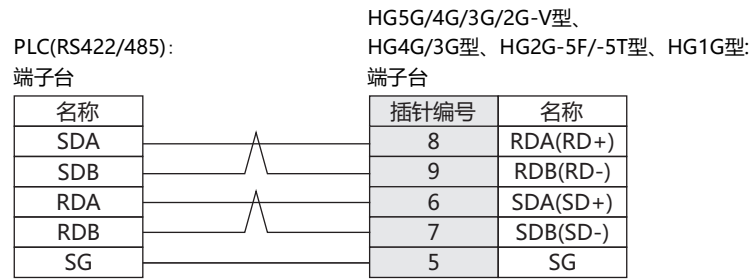 HG5G/4G/3G/2G-V型、
PLC(RS422/485): HG4G/3G型、HG2G-5F/-5T型、HG1G型:
端子台 端子台
名称 插针编号 名称
SDA 8 RDA(RD+)
SDB 9 RDB(RD-)
RDA 6 SDA(SD+)
RDB 7 SDB(SD-)
SG 5 SG